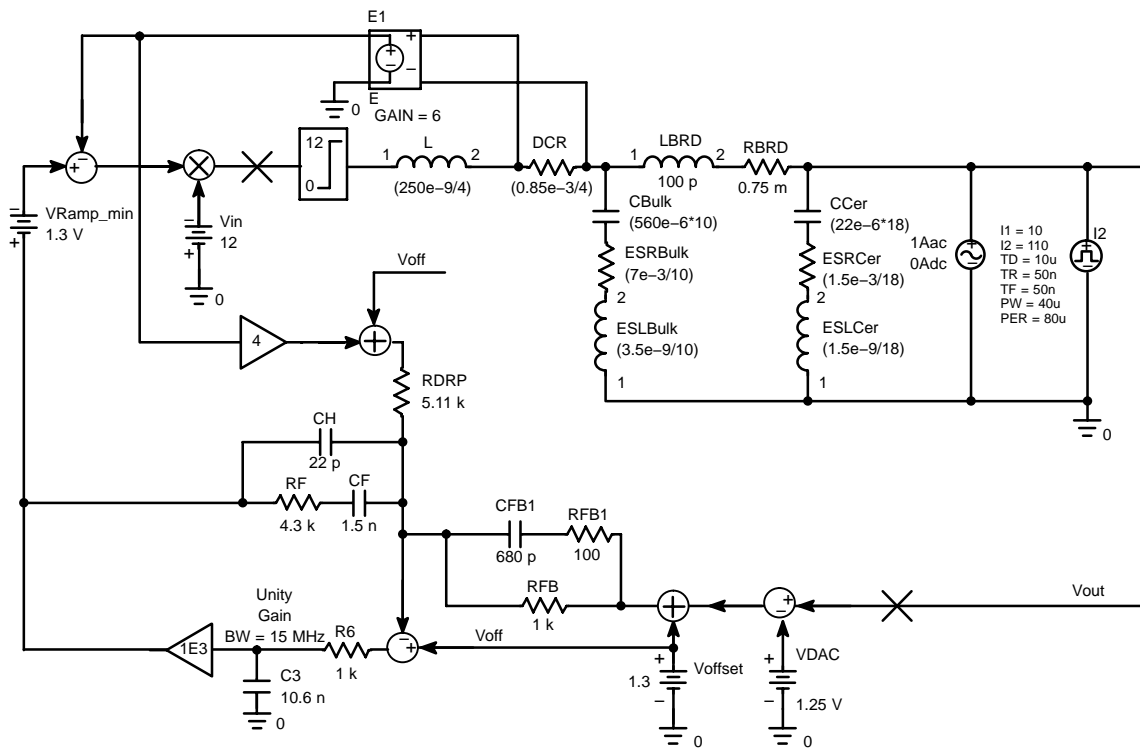 E1
+
+
−
−
E
0
GAIN = 6
12
0
1
L
2
(250e−9/4)
DCR
(0.85e−3/4)
1
LBRD
2
100 p
RBRD
0.75 m
−
+
−
+
VRamp_min
1.3 V
−
+
Vin
12
0
CBulk
(560e−6*10)
ESRBulk
(7e−3/10)
2
ESLBulk
(3.5e−9/10)
1
CCer
(22e−6*18)
ESRCer
(1.5e−3/18)
2
ESLCer
(1.5e−9/18)
1
1Aac
0Adc
+
−
I1 = 10
I2 = 110
TD = 10u
TR = 50n
TF = 50n
PW = 40u
PER = 80u
I2
+
−
0
Voff
4
+
RDRP
5.11 k
CH
22 p
RF
4.3 k
CF
1.5 n
CFB1
680 p
RFB1
100
RFB
1 k
+
+
−
Vout
Unity
Gain
BW = 15 MHz
1E3
R6
1 k
−
+
Voff
C3
10.6 n
0
+
−
1.3
Voffset
0
+
−
VDAC
1.25 V
0